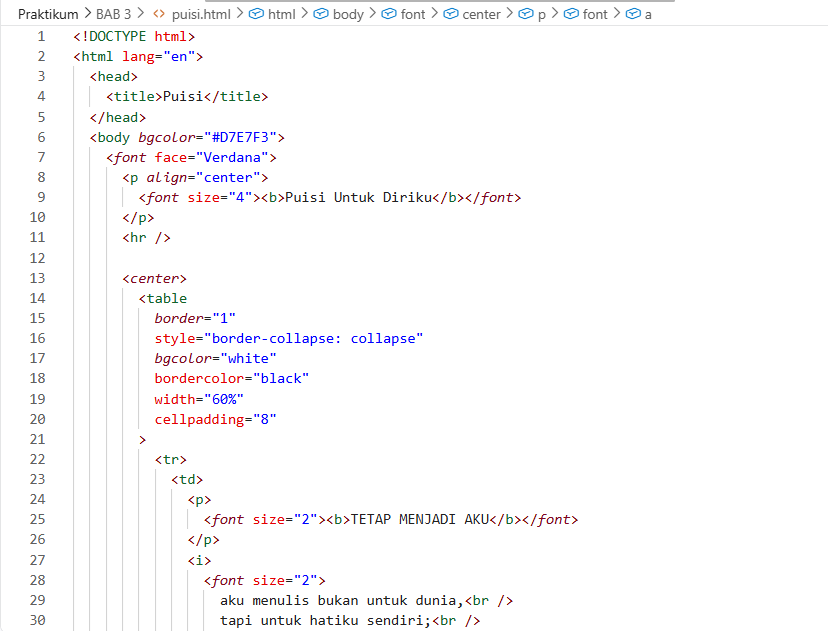 Praktikum > BAB 3 > <> puisi.html > html > body > font > center > p > font > a
1 <!DOCTYPE html>
2 <html lang="en">
3 <head>
4 <title>Puisi</title>
5 </head>
6 <body bgcolor="#D7E7F3">
7 <font face="Verdana">
8 <p align="center">
9 <font size="4"><b>Puisi Untuk Diriku</b></font>
10 </p>
11 <hr />
12
13 <center>
14 <table
15 border="1"
16 style="border-collapse: collapse"
17 bgcolor="white"
18 bordercolor="black"
19 width="60%"
20 cellpadding="8"
21 >
22 <tr>
23 <td>
24 <p>
25 <font size="2"><b>TETAP MENJADI AKU</b></font>
26 </p>
27 <i>
28 <font size="2">
29 aku menulis bukan untuk dunia,<br />
30 tapi untuk hatiku sendiri;<br />